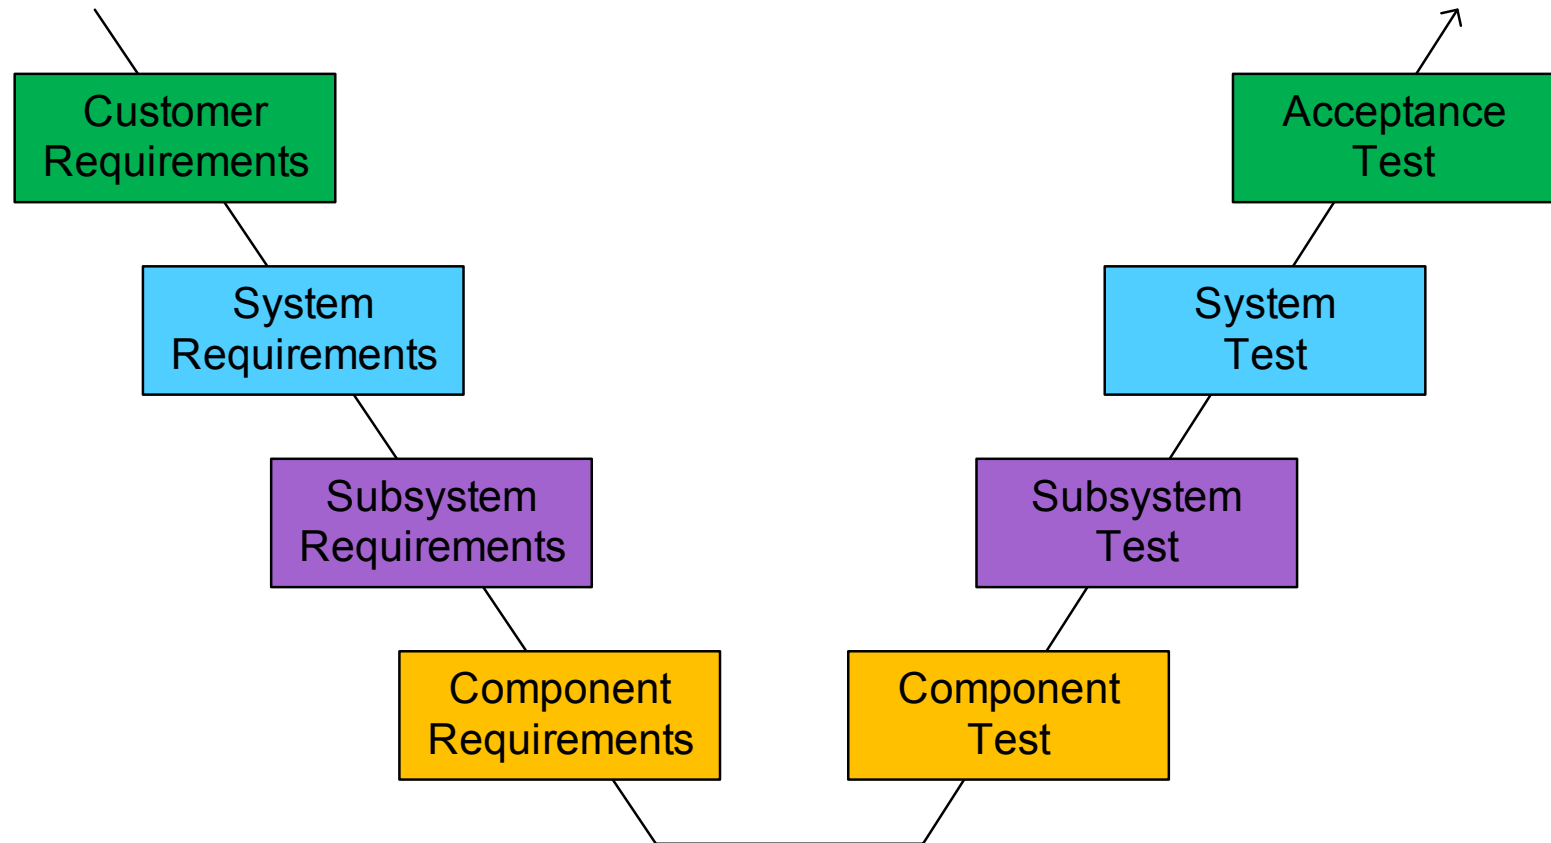 Customer
Requirements
Acceptance
Test
System
Requirements
System
Test
Subsystem
Requirements
Subsystem
Test
Component
Requirements
Component
Test